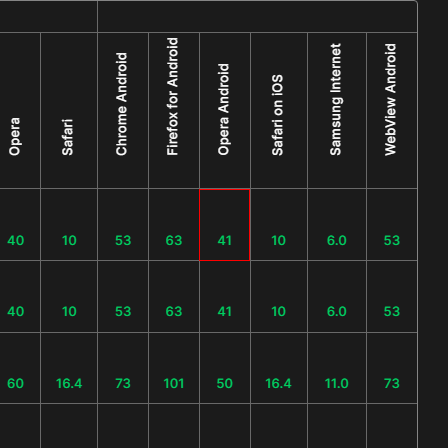 Opera Safari Chrome Android Firefox for Android Opera Android Safari on iOS Samsung Internet WebView Android
40 10 53 63 41 10 6.0 53
40 10 53 63 41 10 6.0 53
60 16.4 73 101 50 16.4 11.0 73